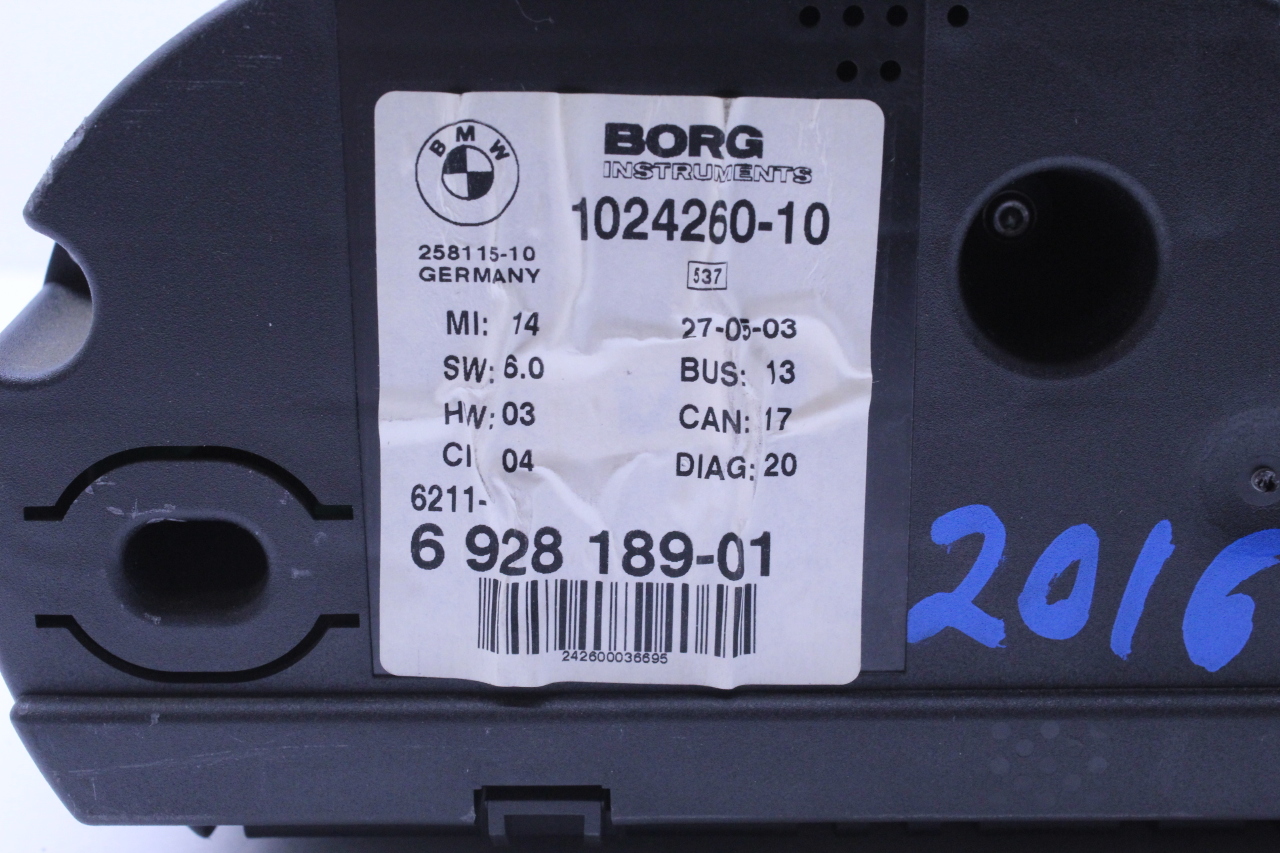 BMW
BORG
INSTRUMENTS
1024260-10
258115-10
GERMANY
537
MI: 14
27-05-03
SW: 6.0
BUS: 13
HW: 03
CAN: 17
CI 04
DIAG: 20
6211-
6 928 189-01
242600036695
2016